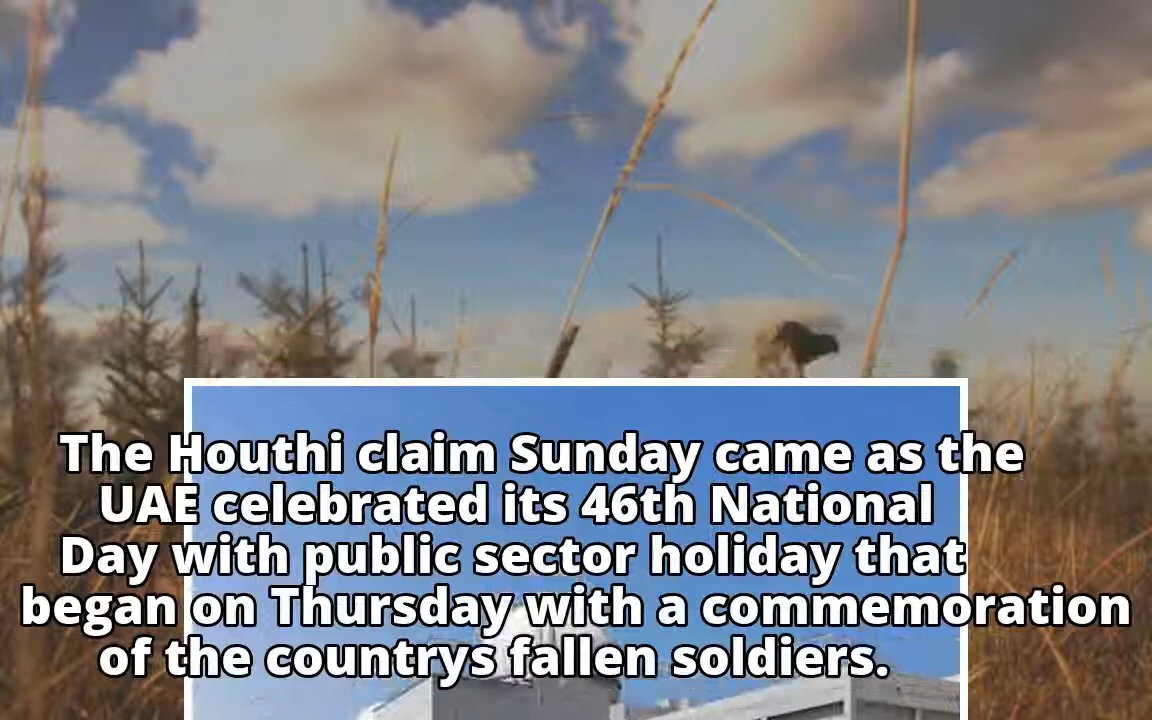 The Houthi claim Sunday came as the
UAE celebrated its 46th National
Day with public sector holiday that
began on Thursday with a commemoration
of the countrys fallen soldiers.